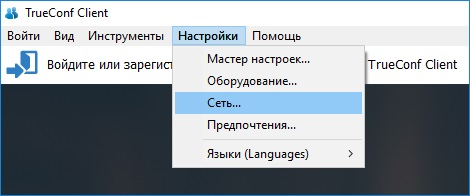 TrueConf Client
Войти Вид Инструменты Настройки Помощь
Войдите или зарегист TrueConf Client
Мастер настроек...
Оборудование...
Сеть...
Предпочтения...
Языки (Languages)